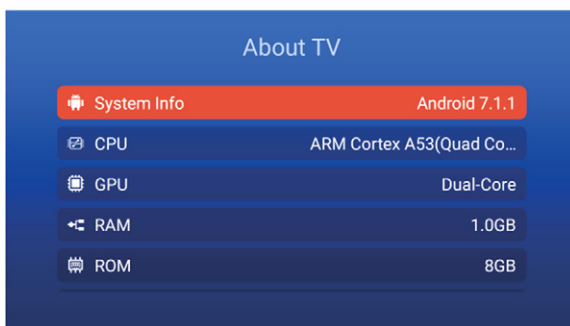 About TV
System Info Android 7.1.1
CPU ARM Cortex A53(Quad Co...
GPU Dual-Core
RAM 1.0GB
ROM 8GB